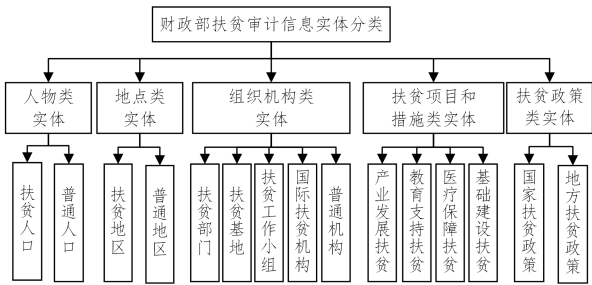 财政部扶贫审计信息实体分类
人物类
实体
地点类
实体
组织机构类
实体
扶贫项目和
措施类实体
扶贫政策
类实体
扶贫人口
普通人口
扶贫地区
普通地区
扶贫部门
扶贫基地
扶贫工作小组
国际扶贫机构
普通机构
产业发展扶贫
教育支持扶贫
医疗保障扶贫
基础建设扶贫
国家扶贫政策
地方扶贫政策